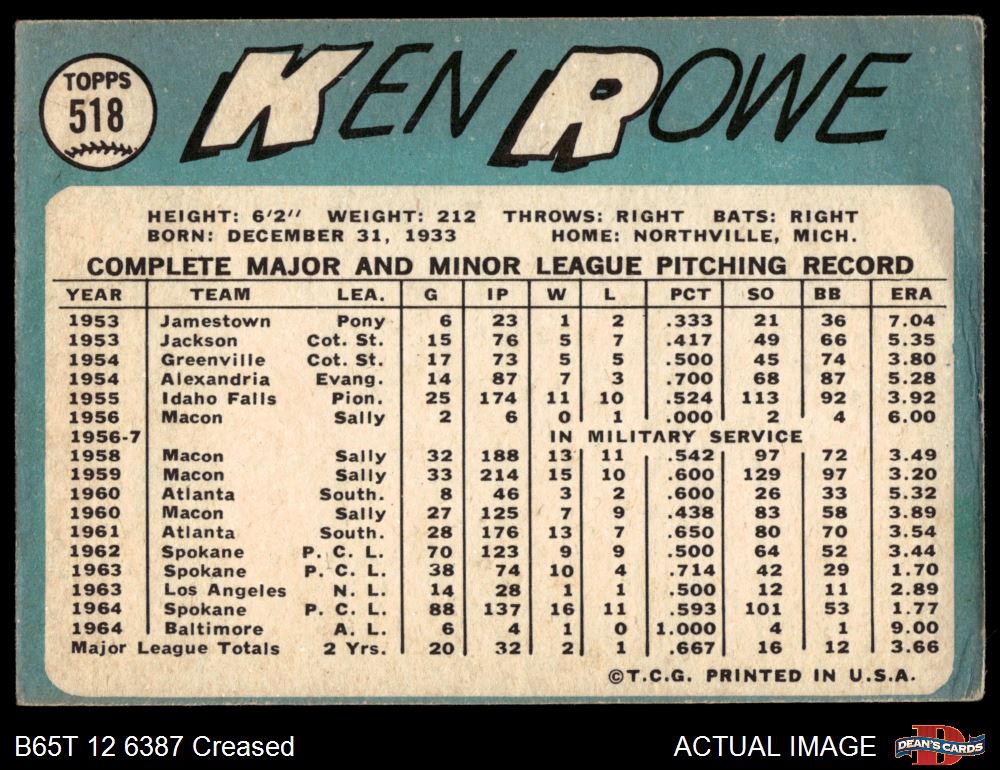 TOPPS
518
KEN ROWE
HEIGHT: 6'2" WEIGHT: 212 THROWS: RIGHT BATS: RIGHT
BORN: DECEMBER 31, 1933 HOME: NORTHVILLE, MICH.
COMPLETE MAJOR AND MINOR LEAGUE PITCHING RECORD
YEAR TEAM LEA. G IP W L PCT SO BB ERA
1953 Jamestown Pony 6 23 1 2 .333 21 36 7.04
1953 Jackson Cot. St. 15 76 5 7 .417 49 66 5.35
1954 Greenville Cot. St. 17 73 5 5 .500 45 74 3.80
1954 Alexandria Evang. 14 87 7 3 .700 68 87 5.28
1955 Idaho Falls Pion. 25 174 11 10 .524 113 92 3.92
1956 Macon Sally 2 6 0 1 .000 2 4 6.00
1956-7 IN MILITARY SERVICE
1958 Macon Sally 32 188 13 11 .542 97 72 3.49
1959 Macon Sally 33 214 15 10 .600 129 97 3.20
1960 Atlanta South. 8 46 3 2 .600 26 33 5.32
1960 Macon Sally 27 125 7 9 .438 83 58 3.89
1961 Atlanta South. 28 176 13 7 .650 80 70 3.54
1962 Spokane P. C. L. 70 123 9 9 .500 64 52 3.44
1963 Spokane P. C. L. 38 74 10 4 .714 42 29 1.70
1963 Los Angeles N. L. 14 28 1 1 .500 12 11 2.89
1964 Spokane P. C. L. 88 137 16 11 .593 101 53 1.77
1964 Baltimore A. L. 6 4 1 0 1.000 4 1 9.00
Major League Totals 2 Yrs. 20 32 2 1 .667 16 12 3.66
©T.C.G. PRINTED IN U.S.A.
B65T 12 6387 Creased ACTUAL IMAGE DEAN'S CARDS